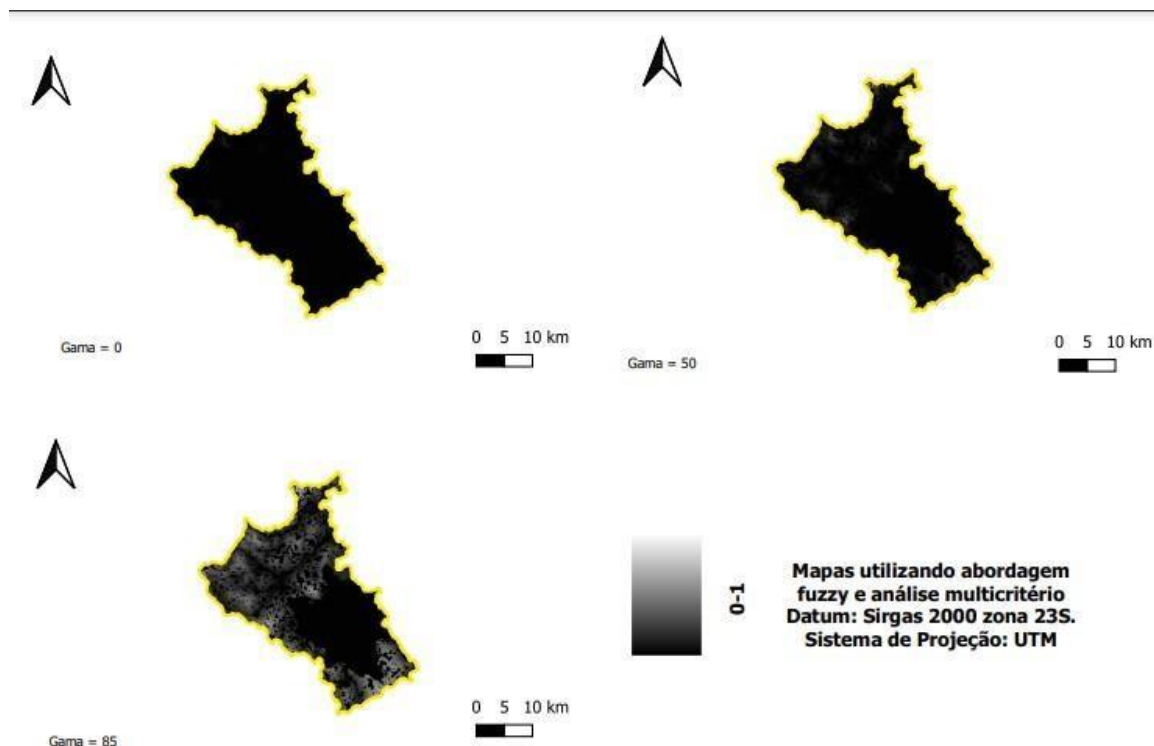 0 5 10 km
Gama = 0
0 5 10 km
Gama = 50
0 5 10 km
Gama = 85
0-1
Mapas utilizando abordagem
fuzzy e análise multicritério
Datum: Sirgas 2000 zona 23S.
Sistema de Projeção: UTM